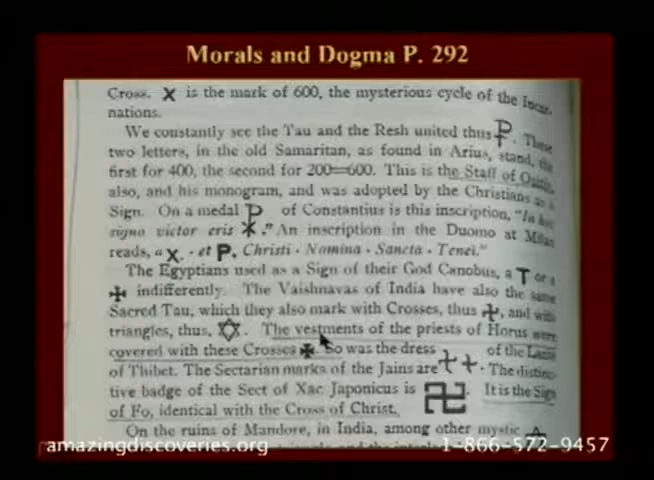 Morals and Dogma P. 292
Cross. X is the mark of 600, the mysterious cycle of the Incar-
nations.
We constantly see the Tau and the Resh united thus ⳨. These
two letters, in the old Samaritan, as found in Arius, stand, the
first for 400, the second for 200=600. This is the Staff of Osiris,
also, and his monogram, and was adopted by the Christians as a
Sign. On a medal of Constantius is this inscription, "In hoc
signo victor eris ." An inscription in the Duomo at Milan
reads, "X. et P. Christi · Nomina · Sancta · Tenei."
The Egyptians used as a Sign of their God Canobus, a T or a
✠ indifferently. The Vaishnavas of India have also the same
Sacred Tau, which they also mark with Crosses, thus , and with
triangles, thus, ✡. The vestments of the priests of Horus were
covered with these Crosses ✠. So was the dress of the Lama
of Thibet. The Sectarian marks of the Jains are . The distinc-
tive badge of the Sect of Xac Japonicus is 卍. It is the Sign
of Fo, identical with the Cross of Christ.
On the ruins of Mandore, in India, among other mystic
amazingdiscoveries.org
1-866-572-9457